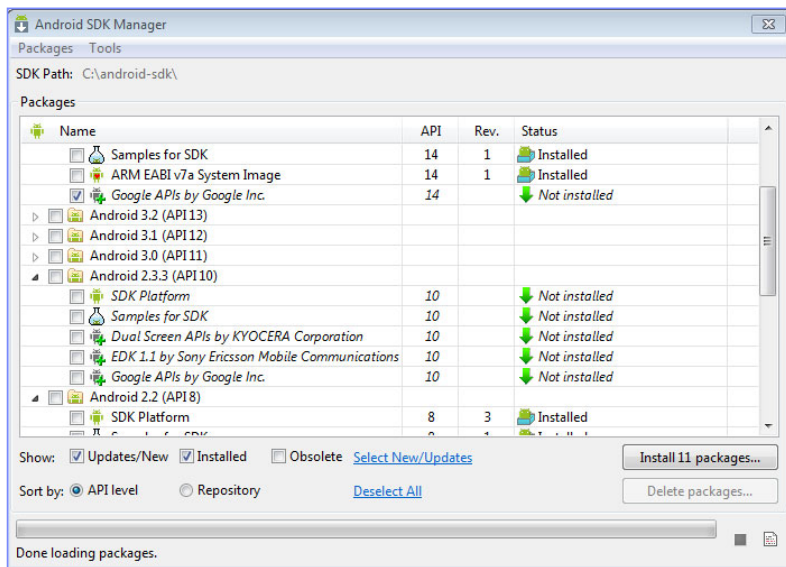 Android SDK Manager
Packages Tools
SDK Path: C:\android-sdk\
Packages
Name API Rev. Status
Samples for SDK 14 1 Installed
ARM EABI v7a System Image 14 1 Installed
Google APIs by Google Inc. 14 Not installed
Android 3.2 (API 13)
Android 3.1 (API 12)
Android 3.0 (API 11)
Android 2.3.3 (API 10)
SDK Platform 10 Not installed
Samples for SDK 10 Not installed
Dual Screen APIs by KYOCERA Corporation 10 Not installed
EDK 1.1 by Sony Ericsson Mobile Communications 10 Not installed
Google APIs by Google Inc. 10 Not installed
Android 2.2 (API 8)
SDK Platform 8 3 Installed
Show: Updates/New Installed Obsolete Select New/Updates Install 11 packages...
Sort by: API level Repository Deselect All Delete packages...
Done loading packages.